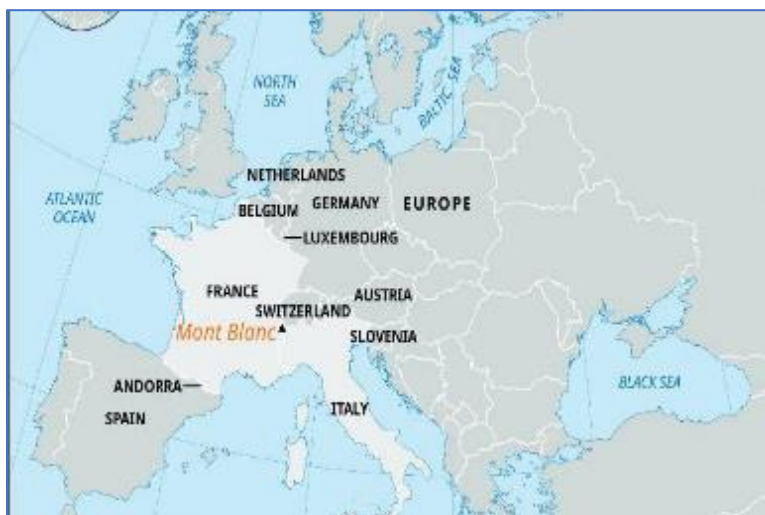 NORTH
SEA
BALTIC SEA
ATLANTIC
OCEAN
NETHERLANDS
BELGIUM
GERMANY
EUROPE
LUXEMBOURG
FRANCE
SWITZERLAND
AUSTRIA
Mont Blanc
SLOVENIA
ANDORRA
SPAIN
ITALY
BLACK SEA